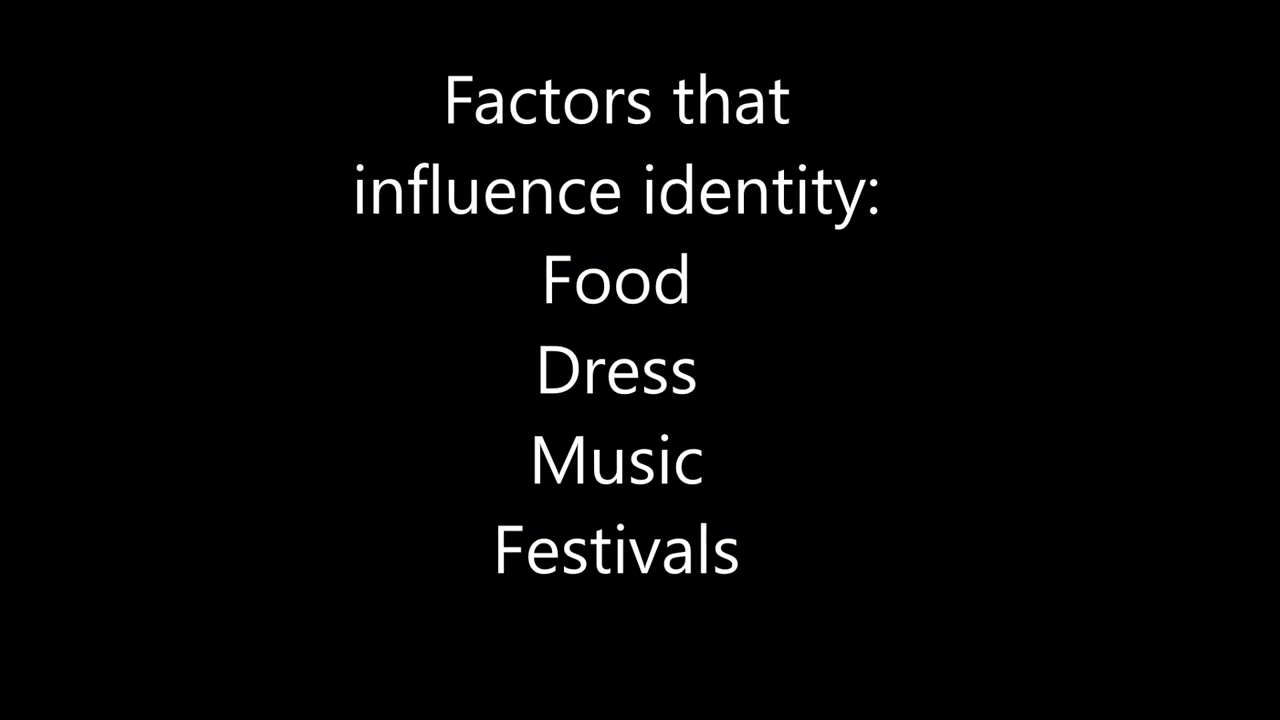 Factors that
influence identity:
Food
Dress
Music
Festivals